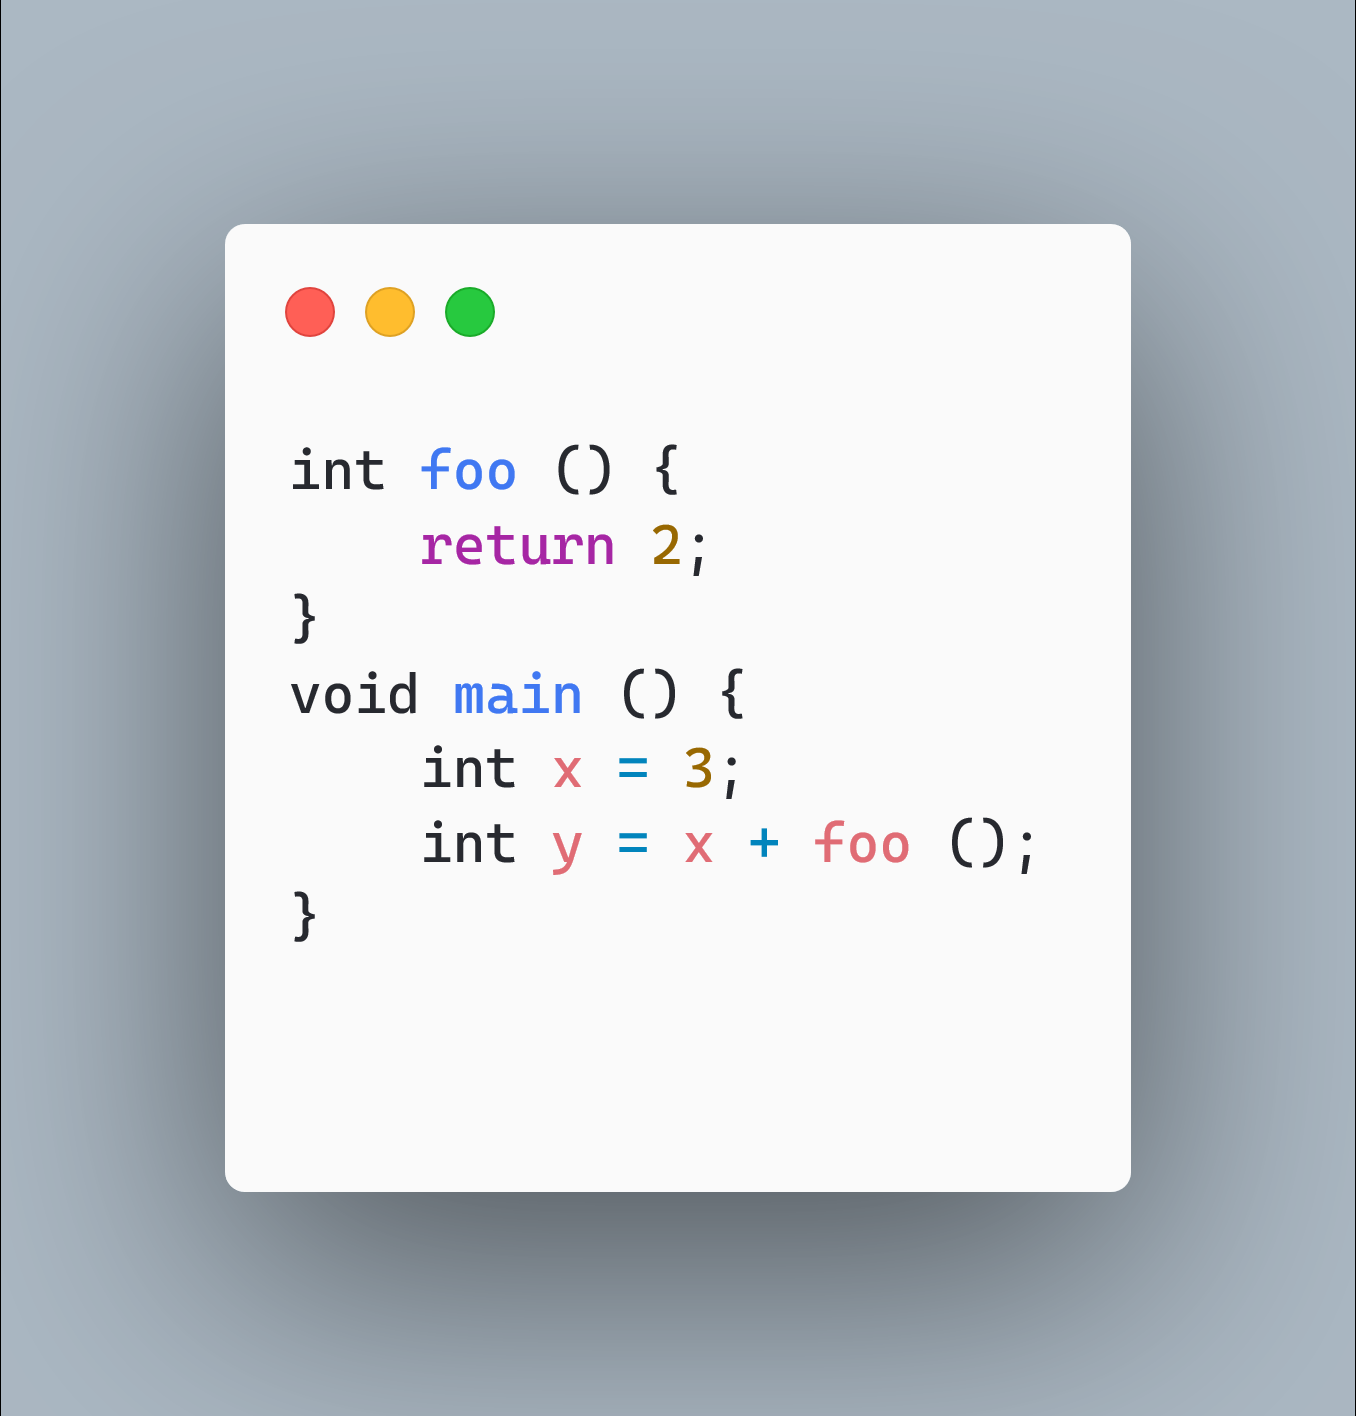 int foo () {
    return 2;
}
void main () {
    int x = 3;
    int y = x + foo ();
}